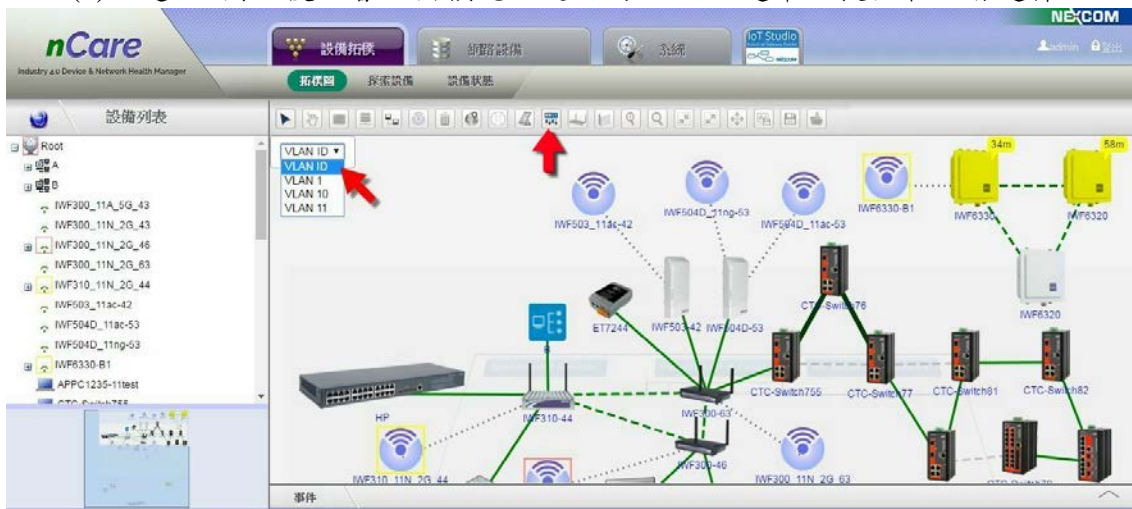 NEXCOM
nCare
Industry 4.0 Device & Network Health Manager
設備拓樸
網路設備
系統
IoT Studio
admin
登出
拓樸圖
探索設備
設備狀態
設備列表
Root
A
B
IWF300_11A_5G_43
IWF300_11N_2G_43
IWF300_11N_2G_46
IWF300_11N_2G_63
IWF310_11N_2G_44
IWF503_11ac-42
IWF504D_11ac-53
IWF504D_11ng-53
IWF6330-B1
APPC1235-11test
CTC-Switch755
VLAN ID
VLAN ID
VLAN 1
VLAN 10
VLAN 11
34m
58m
IWF503_11ac-42
IWF504D_11ng-53
IWF504D_11ac-53
IWF6330-B1
IWF6330
IWF6320
IWF6320
CTC-Switch76
ET7244
IWF503-42
IWF504D-53
HP
IWF310-44
IWF300-63
CTC-Switch755
CTC-Switch77
CTC-Switch81
CTC-Switch82
IWF300-46
IWF310_11N_2G_44
IWF300_11N_2G_63
事件